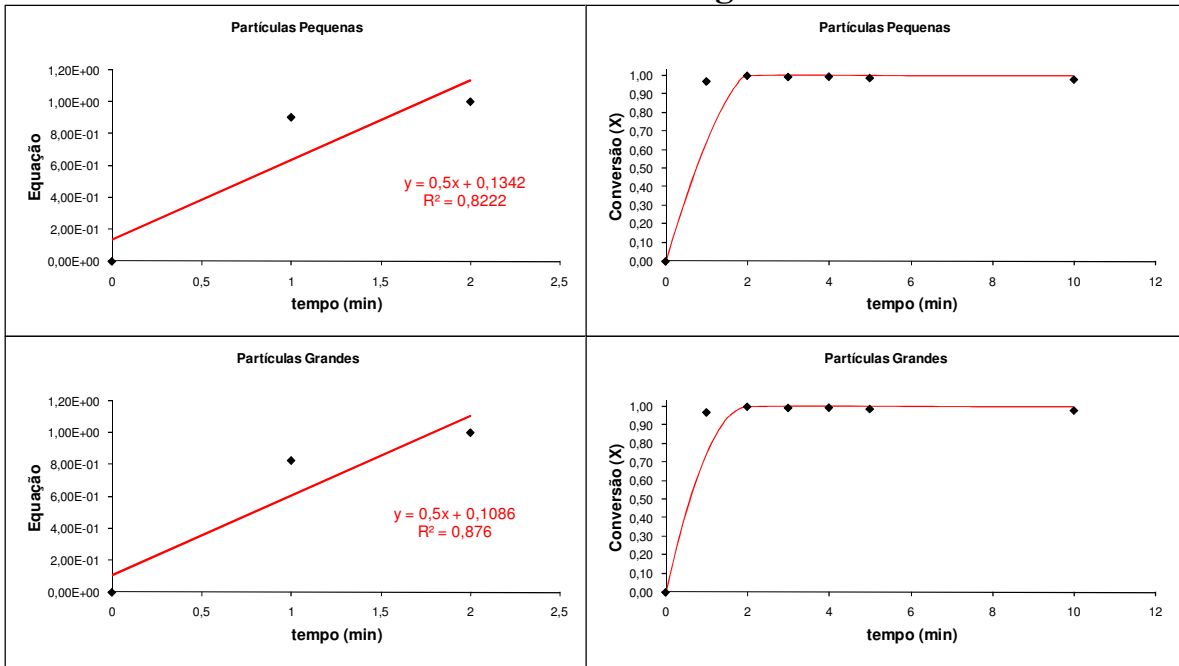 Partículas Pequenas
1,20E+00
1,00E+00
8,00E-01
6,00E-01
4,00E-01
2,00E-01
0,00E+00
Equação
y = 0,5x + 0,1342
R² = 0,8222
0 0,5 1 1,5 2 2,5
tempo (min)
Partículas Pequenas
1,00
0,90
0,80
0,70
0,60
0,50
0,40
0,30
0,20
0,10
0,00
Conversão (X)
0 2 4 6 8 10 12
tempo (min)
Partículas Grandes
1,20E+00
1,00E+00
8,00E-01
6,00E-01
4,00E-01
2,00E-01
0,00E+00
Equação
y = 0,5x + 0,1086
R² = 0,876
0 0,5 1 1,5 2 2,5
tempo (min)
Partículas Grandes
1,00
0,90
0,80
0,70
0,60
0,50
0,40
0,30
0,20
0,10
0,00
Conversão (X)
0 2 4 6 8 10 12
tempo (min)